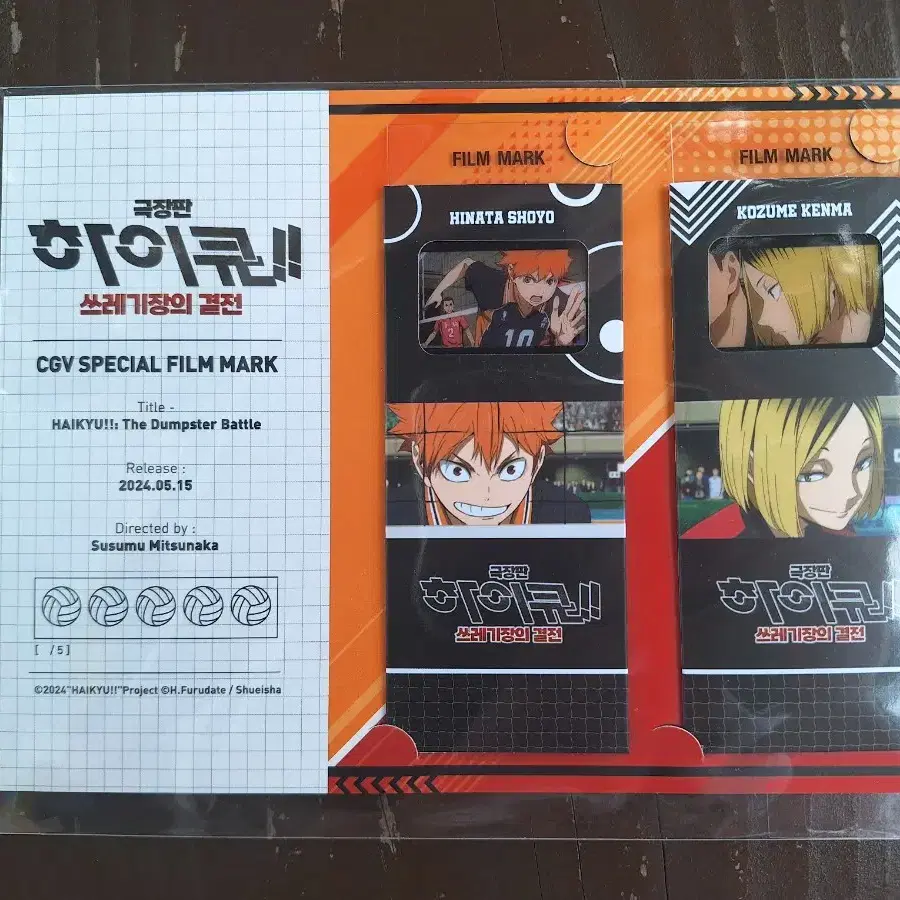 극장판
하이큐!!
쓰레기장의 결전
CGV SPECIAL FILM MARK
Title -
HAIKYU!!: The Dumpster Battle
Release :
2024.05.15
Directed by :
Susumu Mitsunaka
[ /5]
©2024"HAIKYU!!"Project ©H.Furudate / Shueisha
FILM MARK
HINATA SHOYO
2
10
극장판
하이큐!!
쓰레기장의 결전
FILM MARK
KOZUME KENMA
극장판
하이큐!!
쓰레기장의 결전